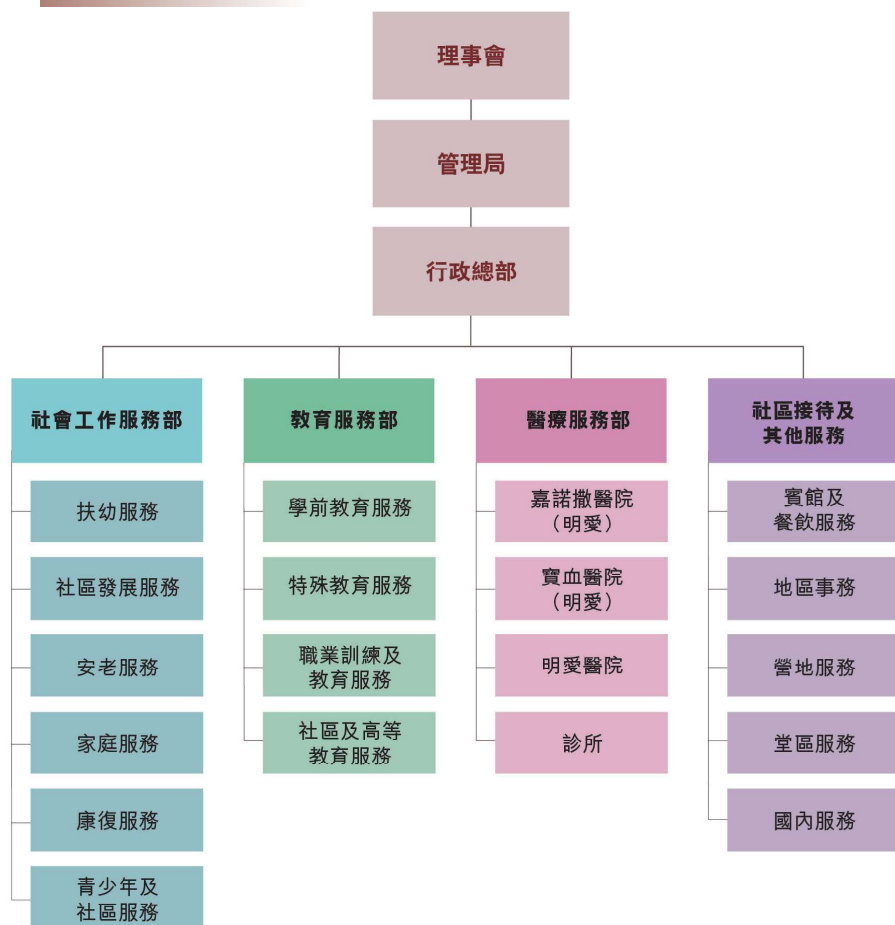 理事會
管理局
行政總部
社會工作服務部
扶幼服務
社區發展服務
安老服務
家庭服務
康復服務
青少年及
社區服務
教育服務部
學前教育服務
特殊教育服務
職業訓練及
教育服務
社區及高等
教育服務
醫療服務部
嘉諾撒醫院
（明愛）
寶血醫院
（明愛）
明愛醫院
診所
社區接待及
其他服務
賓館及
餐飲服務
地區事務
營地服務
堂區服務
國內服務